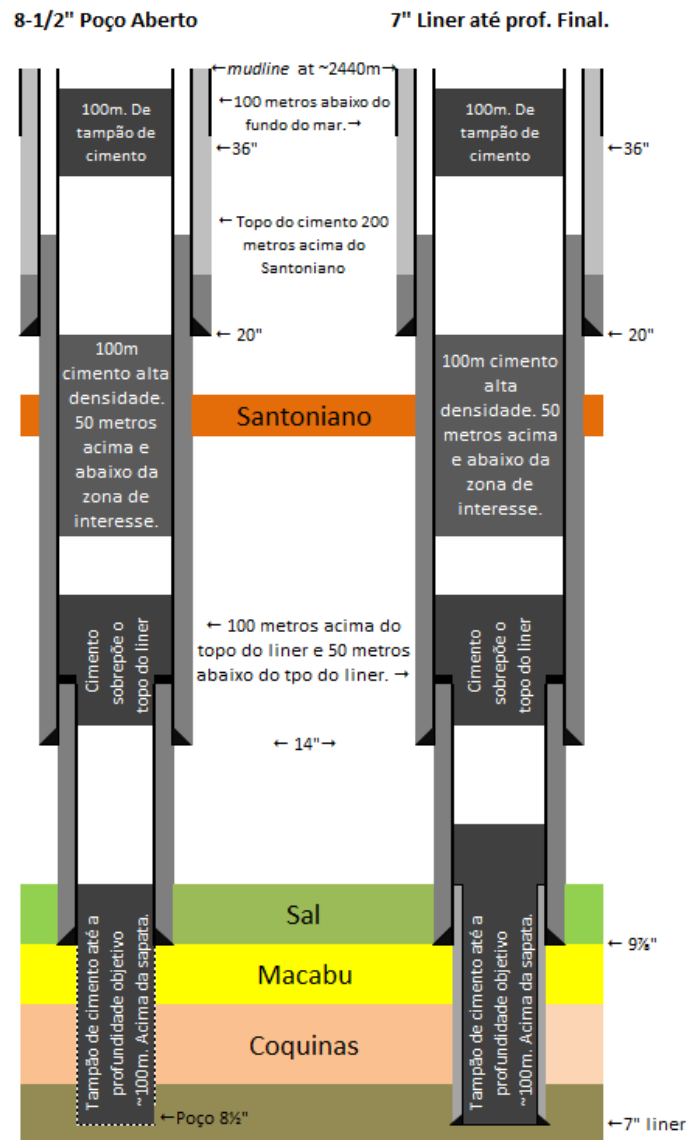 8-1/2" Poço Aberto
7" Liner até prof. Final.
←mudline at ~2440m→
100m. De
tampão de
cimento
←100 metros abaixo do
fundo do mar.→
100m. De
tampão de
cimento
←36"
←36"
← Topo do cimento 200
metros acima do
Santoniano
← 20"
← 20"
100m
cimento alta
densidade.
50 metros
acima e
abaixo da
zona de
interesse.
Santoniano
100m cimento
alta
densidade. 50
metros acima
e abaixo da
zona de
interesse.
Cimento
sobrepõe o
topo do liner
← 100 metros acima do
topo do liner e 50 metros
abaixo do tpo do liner. →
Cimento
sobrepõe o
topo do liner
← 14"→
Tampão de cimento até a
profundidade objetivo
~100m. Acima da sapata.
Sal
Macabu
Coquinas
Tampão de cimento até a
profundidade objetivo
~100m. Acima da sapata.
← 9⅝"
←Poço 8½"
←7" liner